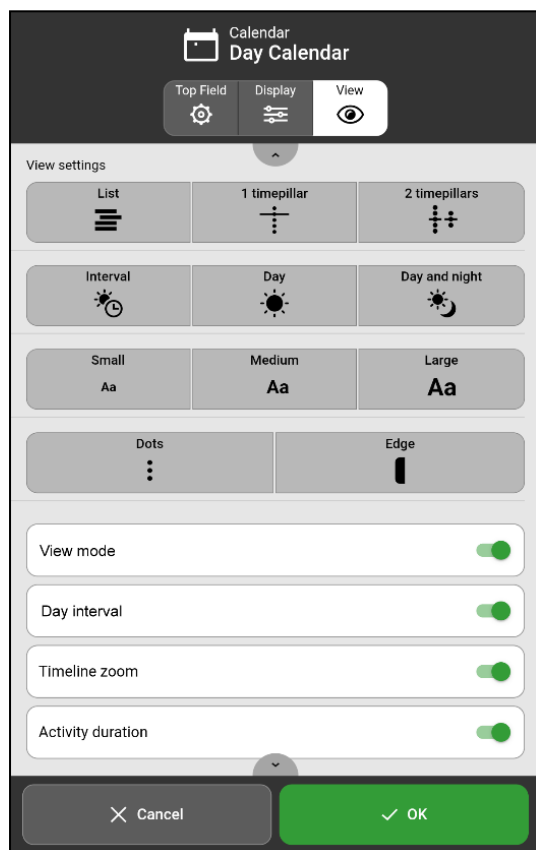 Calendar
Day Calendar
Top Field Display View
View settings
List 1 timepillar 2 timepillars
Interval Day Day and night
Small Medium Large
Aa Aa Aa
Dots Edge
View mode
Day interval
Timeline zoom
Activity duration
Cancel OK